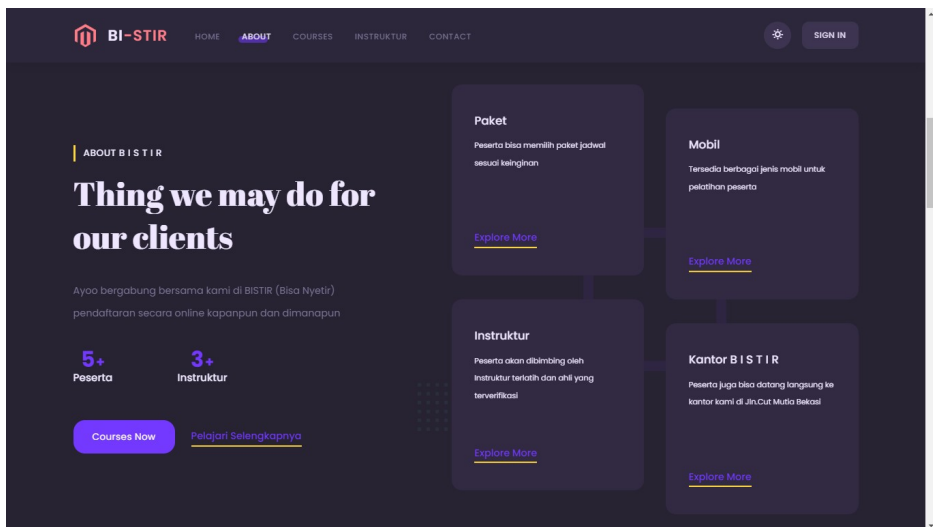 BI-STIR
HOME
ABOUT
COURSES
INSTRUKTUR
CONTACT
SIGN IN
ABOUT B I S T I R
Thing we may do for
our clients
Ayoo bergabung bersama kami di BISTIR (Bisa Nyetir)
pendaftaran secara online kapanpun dan dimanapun
5+
Peserta
3+
Instruktur
Courses Now
Pelajari Selengkapnya
Paket
Peserta bisa memilih paket jadwal
sesuai keinginan
Explore More
Mobil
Tersedia berbagai jenis mobil untuk
pelatihan peserta
Explore More
Instruktur
Peserta akan dibimbing oleh
Instruktur terlatih dan ahli yang
terverifikasi
Explore More
Kantor B I S T I R
Peserta juga bisa datang langsung ke
kantor kami di Jln.Cut Mutia Bekasi
Explore More